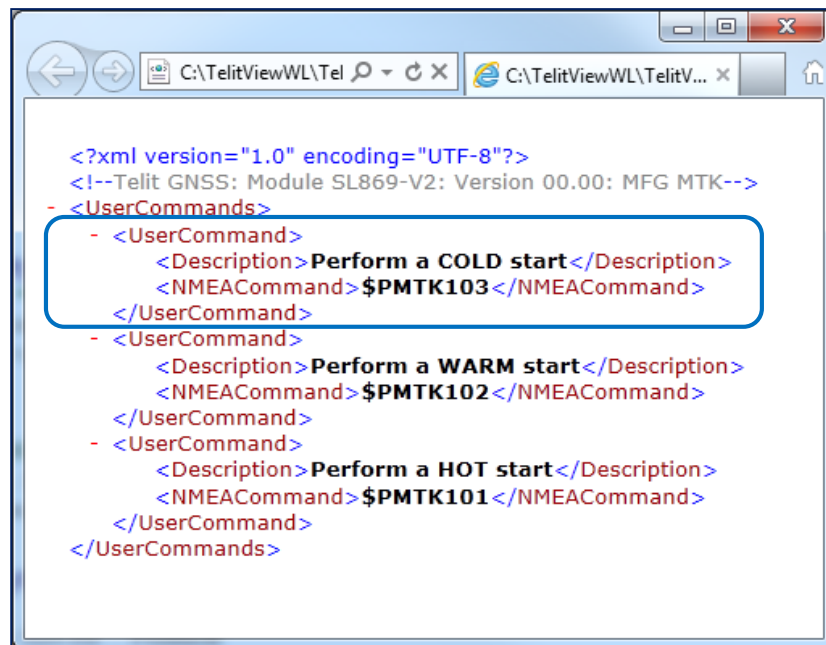 C:\TelitViewWL\Tel
C:\TelitViewWL\TelitV...
<?xml version="1.0" encoding="UTF-8"?>
<!--Telit GNSS: Module SL869-V2: Version 00.00: MFG MTK-->
- <UserCommands>
- <UserCommand>
<Description>Perform a COLD start</Description>
<NMEACommand>$PMTK103</NMEACommand>
</UserCommand>
- <UserCommand>
<Description>Perform a WARM start</Description>
<NMEACommand>$PMTK102</NMEACommand>
</UserCommand>
- <UserCommand>
<Description>Perform a HOT start</Description>
<NMEACommand>$PMTK101</NMEACommand>
</UserCommand>
</UserCommands>